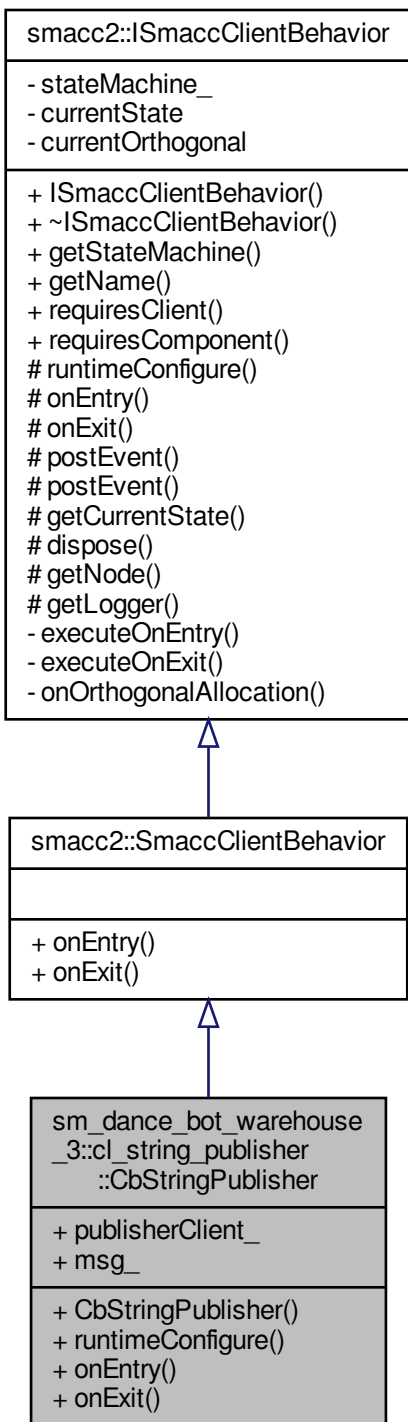 smacc2::ISmaccClientBehavior
- stateMachine_
- currentState
- currentOrthogonal
+ ISmaccClientBehavior()
+ ~ISmaccClientBehavior()
+ getStateMachine()
+ getName()
+ requiresClient()
+ requiresComponent()
# runtimeConfigure()
# onEntry()
# onExit()
# postEvent()
# postEvent()
# getCurrentState()
# dispose()
# getNode()
# getLogger()
- executeOnEntry()
- executeOnExit()
- onOrthogonalAllocation()
smacc2::SmaccClientBehavior
+ onEntry()
+ onExit()
sm_dance_bot_warehouse
_3::cl_string_publisher
::CbStringPublisher
+ publisherClient_
+ msg_
+ CbStringPublisher()
+ runtimeConfigure()
+ onEntry()
+ onExit()